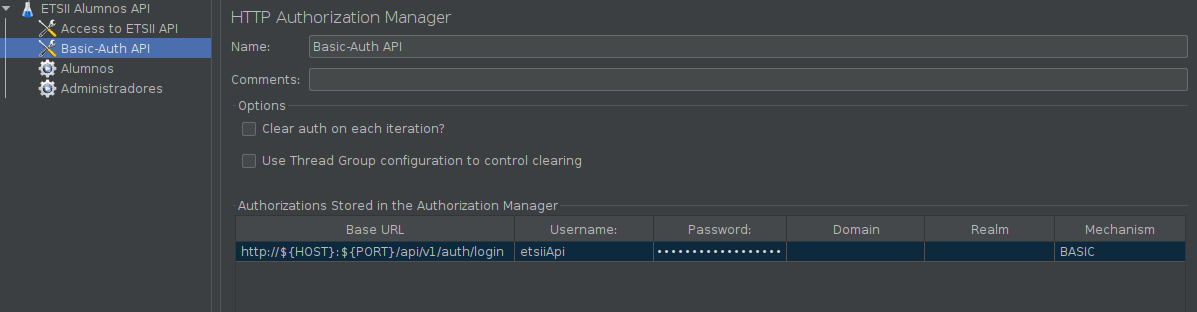 ETSII Alumnos API
Access to ETSII API
Basic-Auth API
Alumnos
Administradores
HTTP Authorization Manager
Name: Basic-Auth API
Comments:
Options
Clear auth on each iteration?
Use Thread Group configuration to control clearing
Authorizations Stored in the Authorization Manager
Base URL Username: Password: Domain Realm Mechanism
http://${HOST}:${PORT}/api/v1/auth/login etsiiApi •••••••••••••••••• BASIC